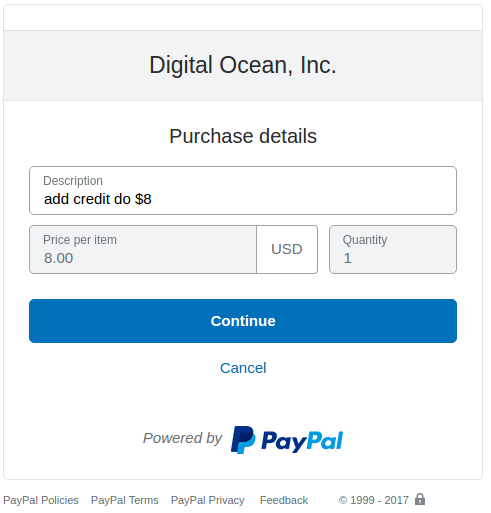 Digital Ocean, Inc.
Purchase details
Description
add credit do $8
Price per item
8.00
USD
Quantity
1
Continue
Cancel
Powered by PayPal
PayPal Policies PayPal Terms PayPal Privacy Feedback © 1999 - 2017